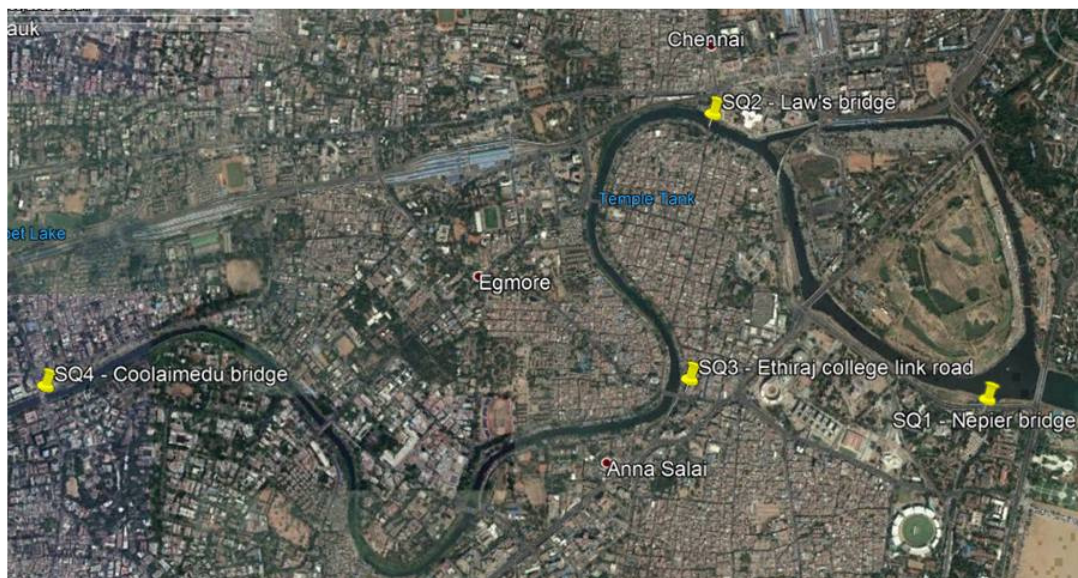 auk
Chennai
SQ2 - Law's bridge
Temple Tank
et Lake
Egmore
SQ4 - Coolaimedu bridge
SQ3 - Ethiraj college link road
SQ1 - Nepier bridge
Anna Salai